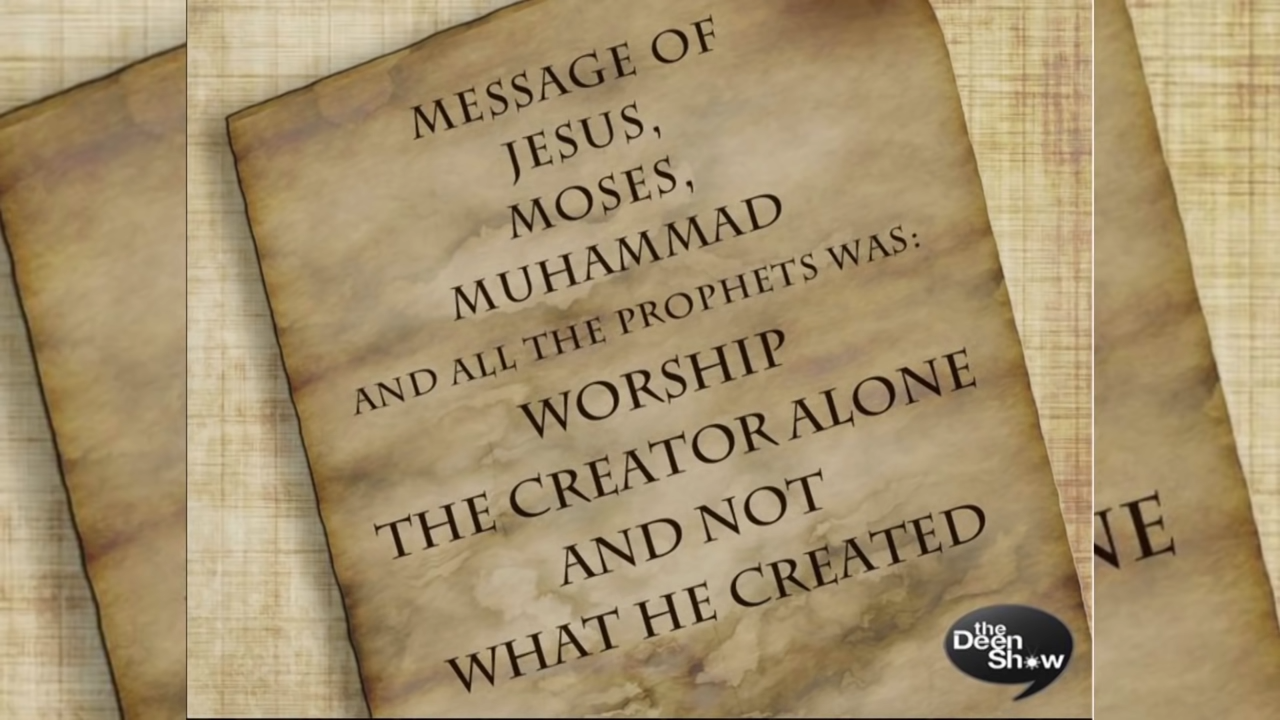 MESSAGE OF
JESUS,
MOSES,
MUHAMMAD
AND ALL THE PROPHETS WAS:
WORSHIP
THE CREATOR ALONE
AND NOT
WHAT HE CREATED
NE
the
Deen
Show